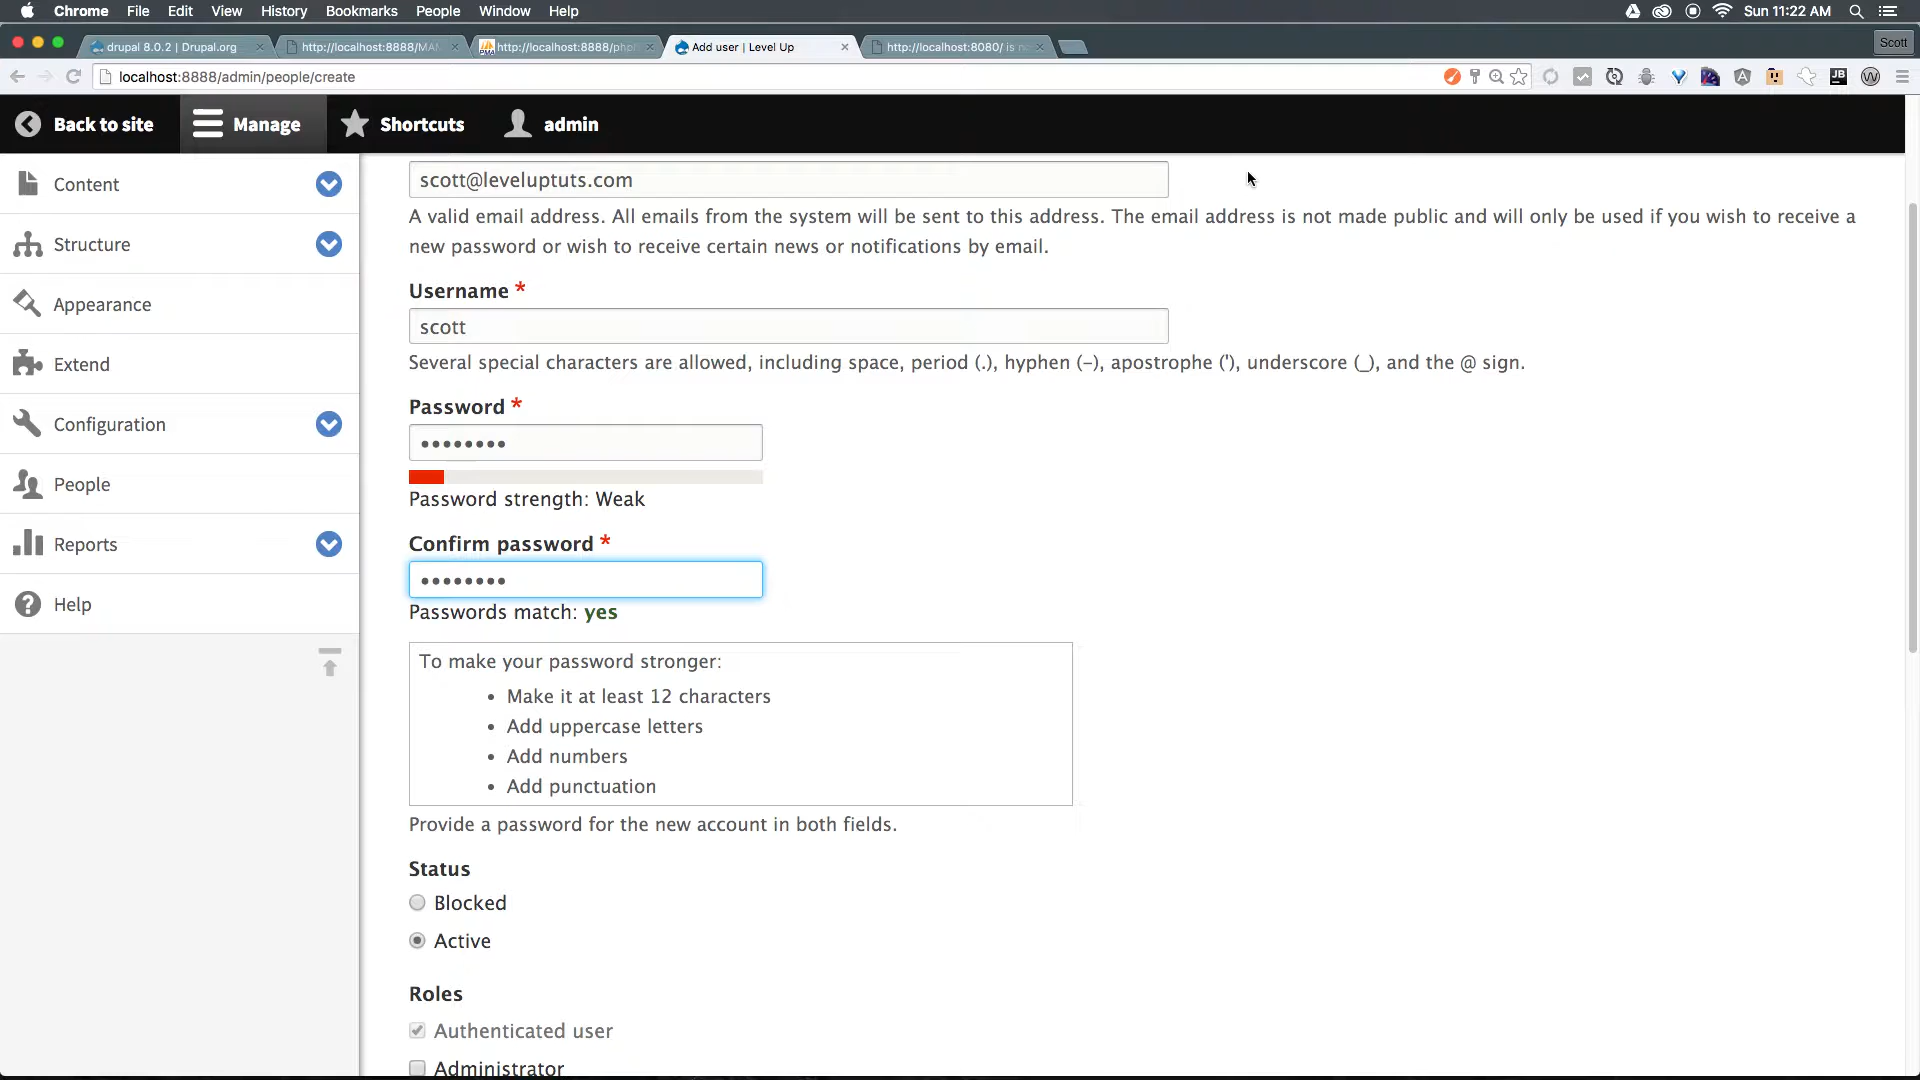 Chrome File Edit View History Bookmarks People Window Help Sun 11:22 AM
drupal 8.0.2 | Drupal.org http://localhost:8888/MA http://localhost:8888/php Add user | Level Up http://localhost:8080/ is n Scott
localhost:8888/admin/people/create
Back to site Manage Shortcuts admin
Content
Structure
Appearance
Extend
Configuration
People
Reports
Help
scott@leveluptuts.com
A valid email address. All emails from the system will be sent to this address. The email address is not made public and will only be used if you wish to receive a
new password or wish to receive certain news or notifications by email.
Username *
scott
Several special characters are allowed, including space, period (.), hyphen (-), apostrophe ('), underscore (_), and the @ sign.
Password *
••••••••
Password strength: Weak
Confirm password *
••••••••
Passwords match: yes
To make your password stronger:
• Make it at least 12 characters
• Add uppercase letters
• Add numbers
• Add punctuation
Provide a password for the new account in both fields.
Status
Blocked
Active
Roles
Authenticated user
Administrator